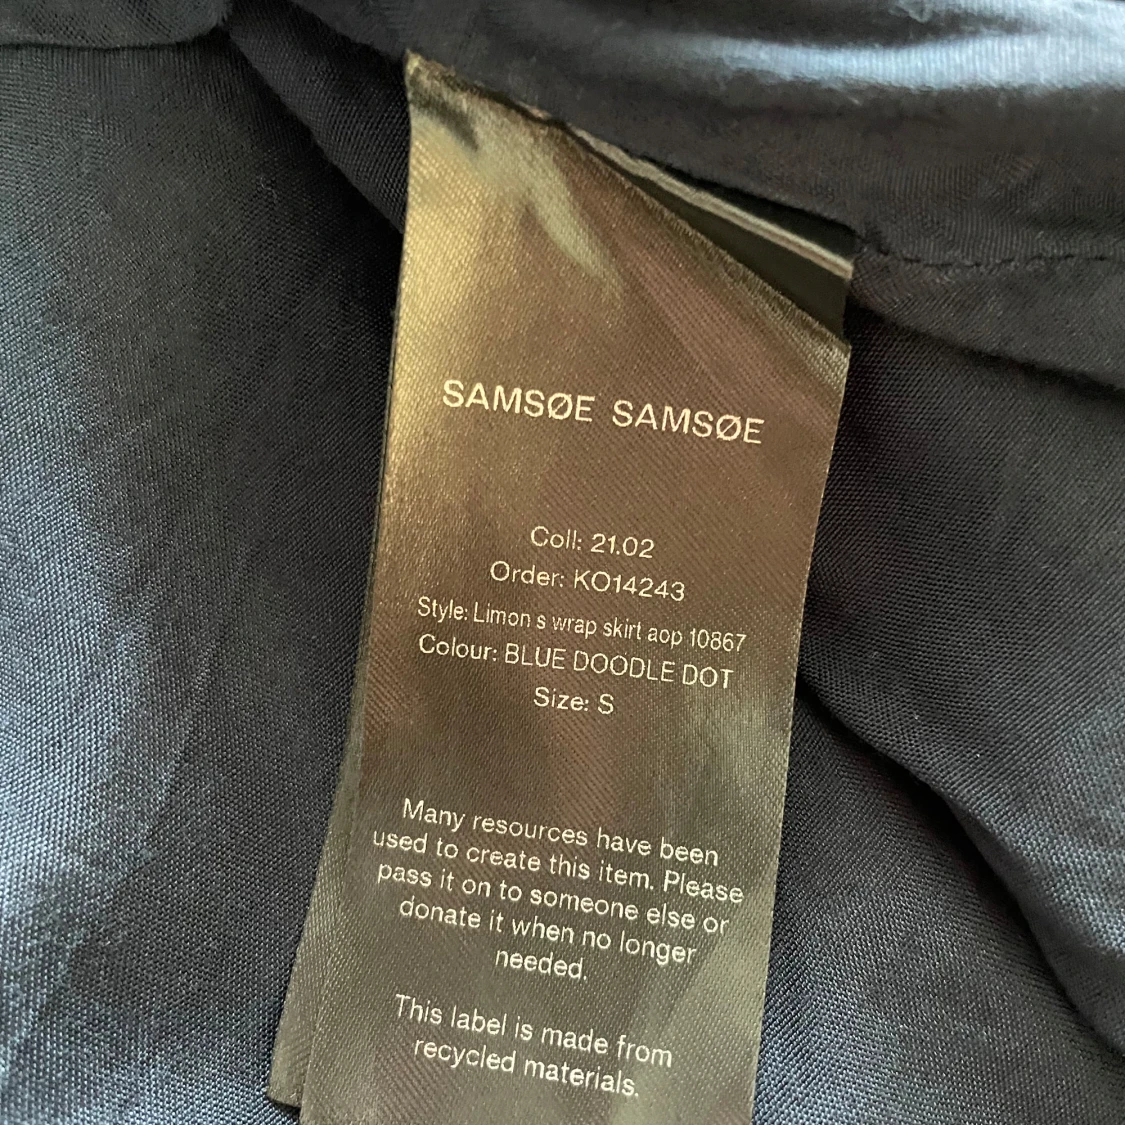 SAMSØE SAMSØE
Coll: 21.02
Order: KO14243
Style: Limon s wrap skirt aop 10867
Colour: BLUE DOODLE DOT
Size: S
Many resources have been
used to create this item. Please
pass it on to someone else or
donate it when no longer
needed.
This label is made from
recycled materials.